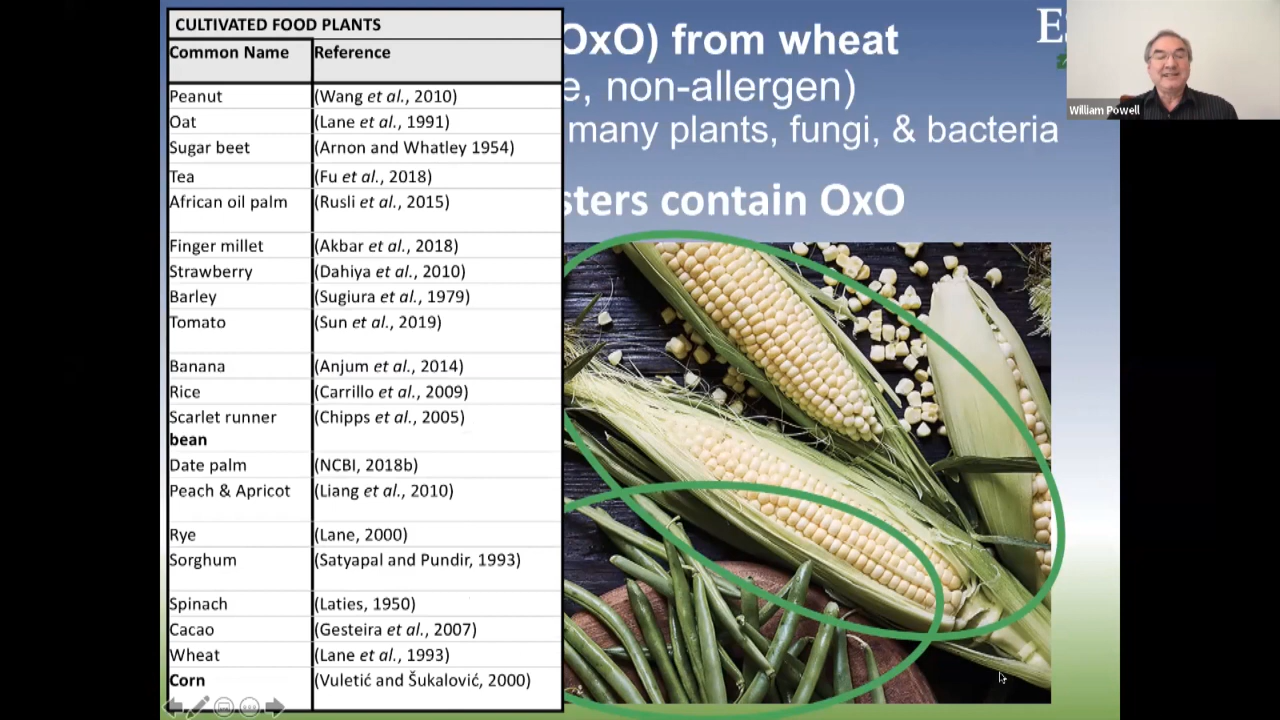 CULTIVATED FOOD PLANTS
Common Name Reference
Peanut (Wang et al., 2010)
Oat (Lane et al., 1991)
Sugar beet (Arnon and Whatley 1954)
Tea (Fu et al., 2018)
African oil palm (Rusli et al., 2015)
Finger millet (Akbar et al., 2018)
Strawberry (Dahiya et al., 2010)
Barley (Sugiura et al., 1979)
Tomato (Sun et al., 2019)
Banana (Anjum et al., 2014)
Rice (Carrillo et al., 2009)
Scarlet runner (Chipps et al., 2005)
bean
Date palm (NCBI, 2018b)
Peach & Apricot (Liang et al., 2010)
Rye (Lane, 2000)
Sorghum (Satyapal and Pundir, 1993)
Spinach (Laties, 1950)
Cacao (Gesteira et al., 2007)
Wheat (Lane et al., 1993)
Corn (Vuletić and Šukalović, 2000)
OxO) from wheat
e, non-allergen)
many plants, fungi, & bacteria
sters contain OxO
William Powell